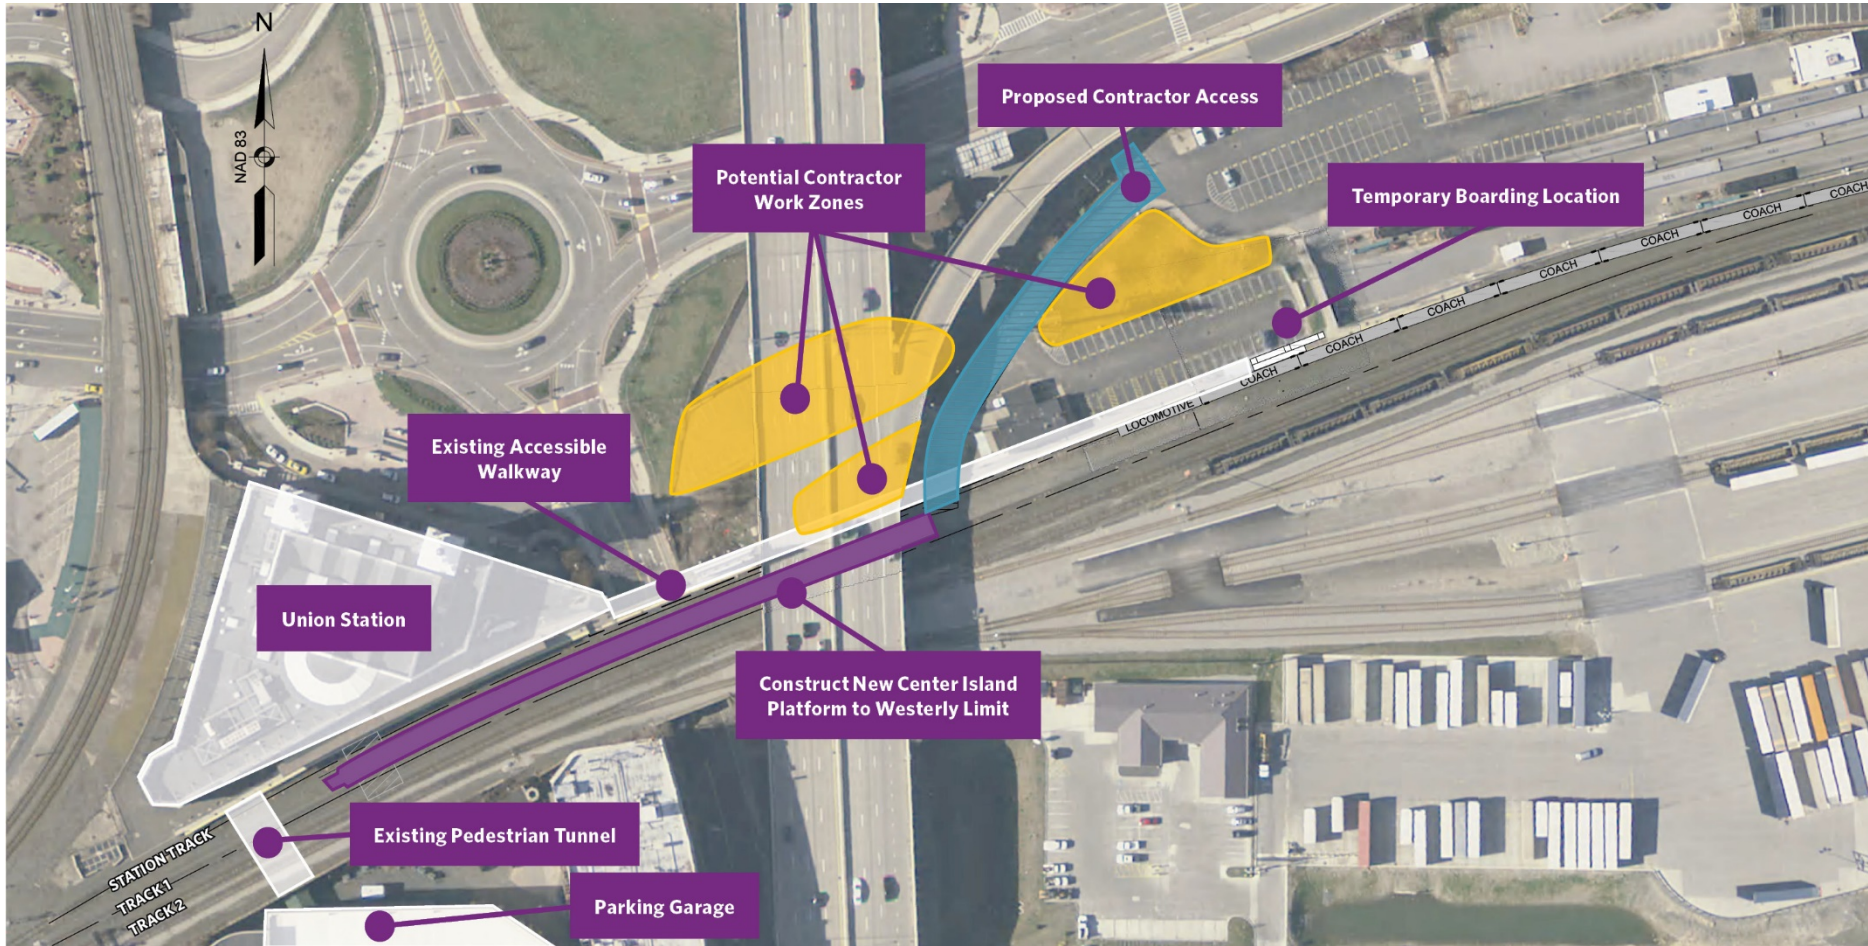 N
NAD 83
Proposed Contractor Access
Potential Contractor
Work Zones
Temporary Boarding Location
COACH
COACH
COACH
COACH
COACH
COACH
COACH
LOCOMOTIVE
Existing Accessible
Walkway
Union Station
Construct New Center Island
Platform to Westerly Limit
Existing Pedestrian Tunnel
Parking Garage
STATION TRACK
TRACK 1
TRACK 2